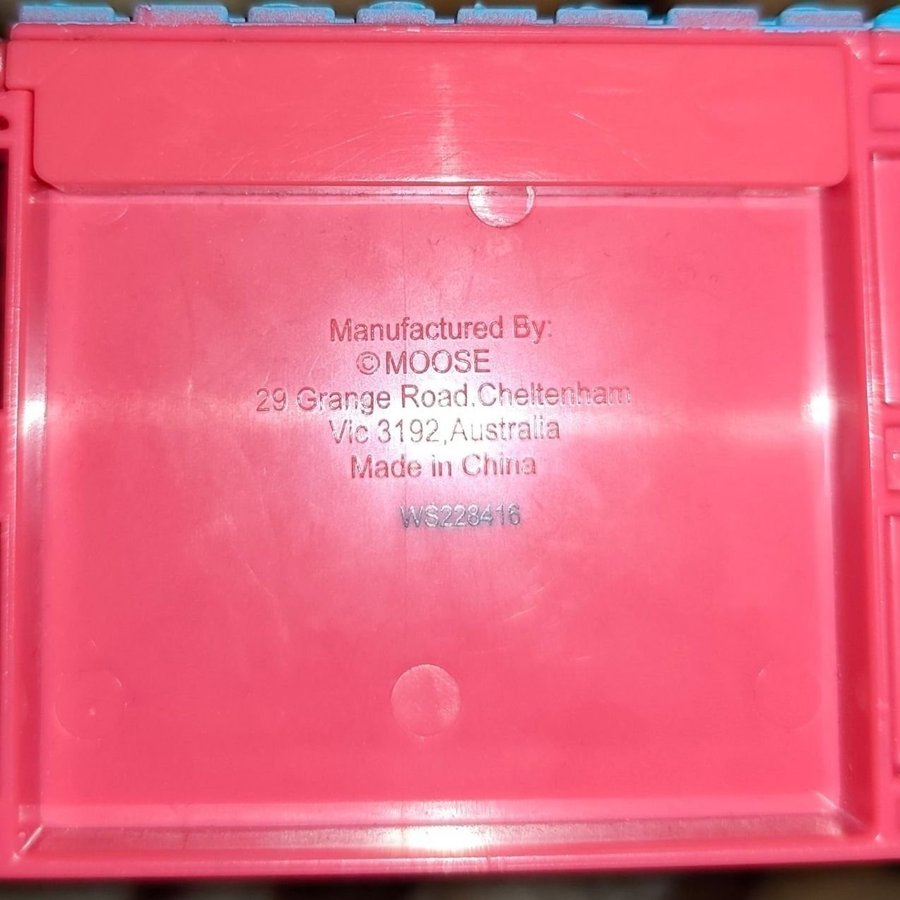 Manufactured By:
© MOOSE
29 Grange Road.Cheltenham
Vic 3192,Australia
Made in China
WS228416